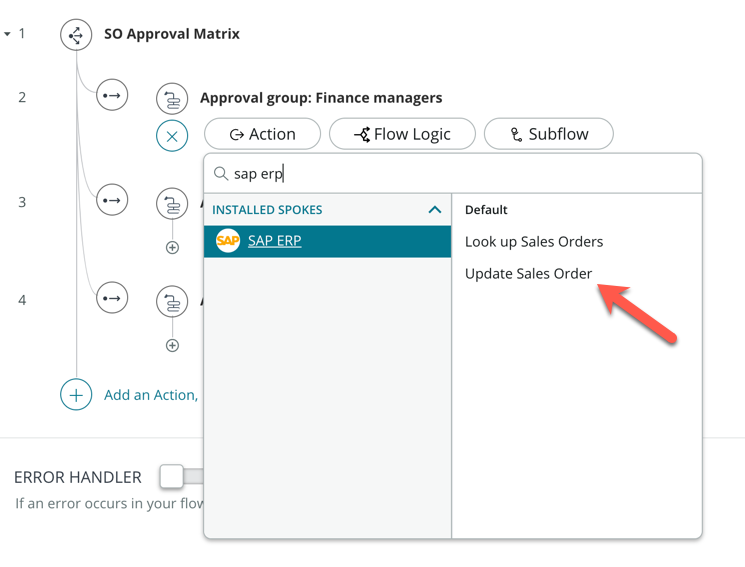 1 SO Approval Matrix
2 Approval group: Finance managers
Action Flow Logic Subflow
sap erp
INSTALLED SPOKES Default
SAP SAP ERP Look up Sales Orders
Update Sales Order
3
4
Add an Action,
ERROR HANDLER
If an error occurs in your flow